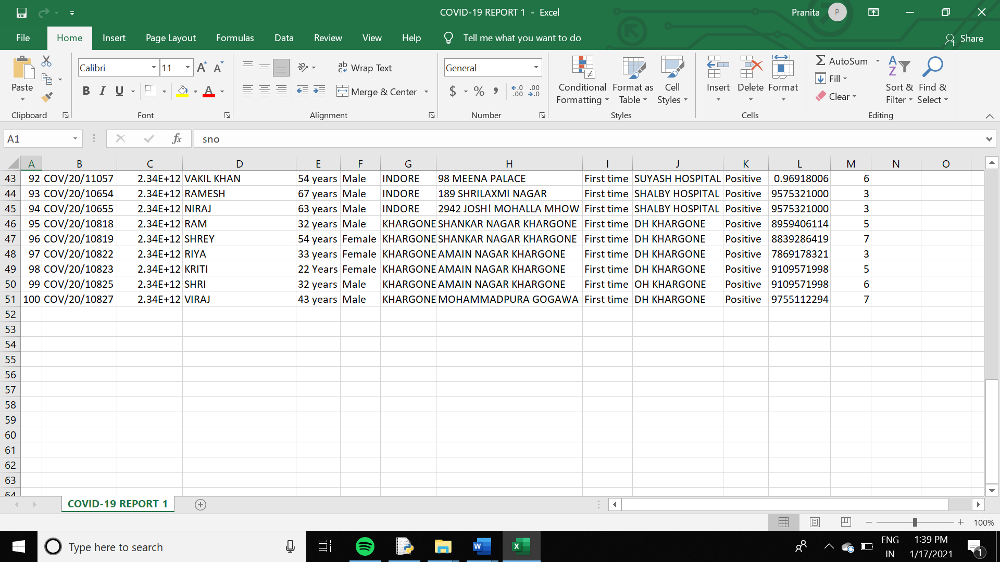 COVID-19 REPORT 1 - Excel
Pranita P
File Home Insert Page Layout Formulas Data Review View Help Tell me what you want to do Share
Paste
Clipboard
Calibri 11 A A
B I U A
Font
ab Wrap Text
Merge & Center
Alignment
General
$ % , .0 .00 .00 .0
Number
Conditional Formatting
Format as Table
Cell Styles
Styles
Insert Delete Format
Cells
AutoSum
Fill
Clear
Sort & Filter
Find & Select
Editing
A1 fx sno
A B C D E F G H I J K L M N O
43 92 COV/20/11057 2.34E+12 VAKIL KHAN 54 years Male INDORE 98 MEENA PALACE First time SUYASH HOSPITAL Positive 0.96918006 6
44 93 COV/20/10654 2.34E+12 RAMESH 67 years Male INDORE 189 SHRILAXMI NAGAR First time SHALBY HOSPITAL Positive 9575321000 3
45 94 COV/20/10655 2.34E+12 NIRAJ 63 years Male INDORE 2942 JOSH! MOHALLA MHOW First time SHALBY HOSPITAL Positive 9575321000 3
46 95 COV/20/10818 2.34E+12 RAM 32 years Male KHARGONE SHANKAR NAGAR KHARGONE First time DH KHARGONE Positive 8959406114 5
47 96 COV/20/10819 2.34E+12 SHREY 54 years Female KHARGONE SHANKAR NAGAR KHARGONE First time DH KHARGONE Positive 8839286419 7
48 97 COV/20/10822 2.34E+12 RIYA 33 years Female KHARGONE AMAIN NAGAR KHARGONE First time DH KHARGONE Positive 7869178321 3
49 98 COV/20/10823 2.34E+12 KRITI 22 Years Female KHARGONE AMAIN NAGAR KHARGONE First time DH KHARGONE Positive 9109571998 5
50 99 COV/20/10825 2.34E+12 SHRI 32 years Male KHARGONE AMAIN NAGAR KHARGONE First time OH KHARGONE Positive 9109571998 6
51 100 COV/20/10827 2.34E+12 VIRAJ 43 years Male KHARGONE MOHAMMADPURA GOGAWA First time DH KHARGONE Positive 9755112294 7
52
53
54
55
56
57
58
59
60
61
62
63
64
COVID-19 REPORT 1
100%
Type here to search
ENG 1:39 PM
IN 1/17/2021 1